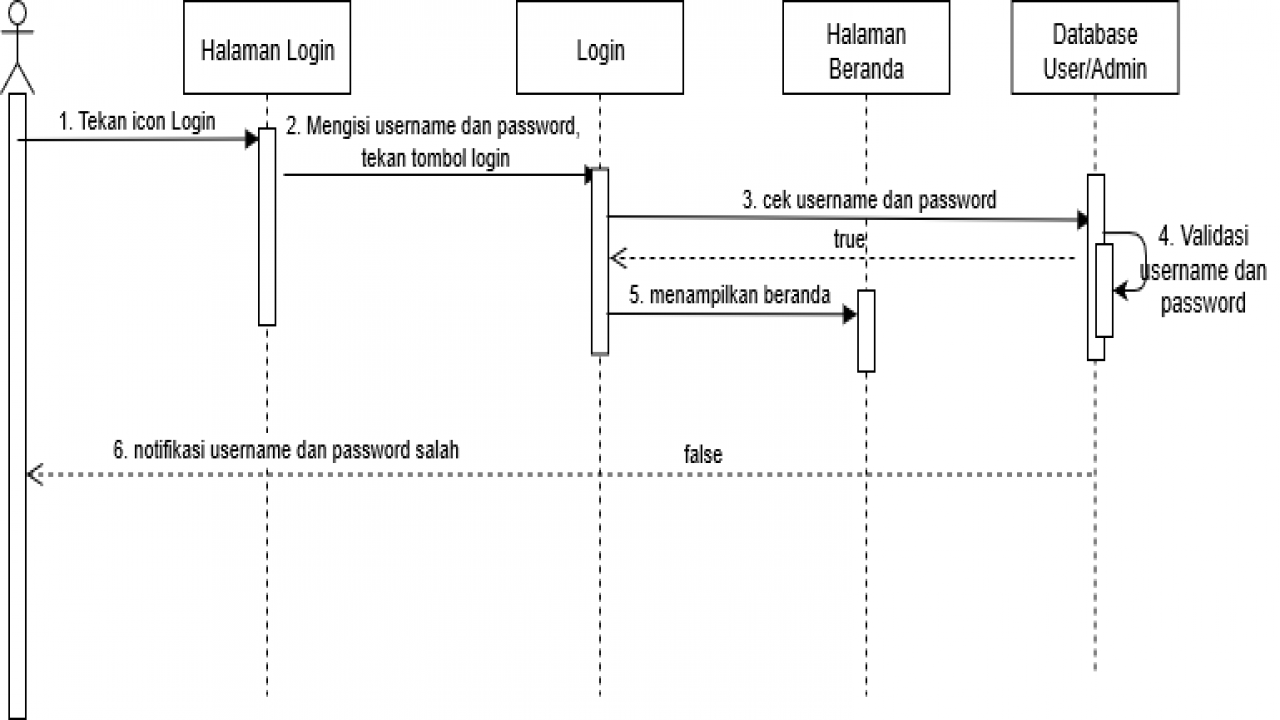 Halaman Login
Login
Halaman
Beranda
Database
User/Admin
1. Tekan icon Login
2. Mengisi username dan password,
tekan tombol login
3. cek username dan password
true
4. Validasi
username dan
password
5. menampilkan beranda
6. notifikasi username dan password salah
false